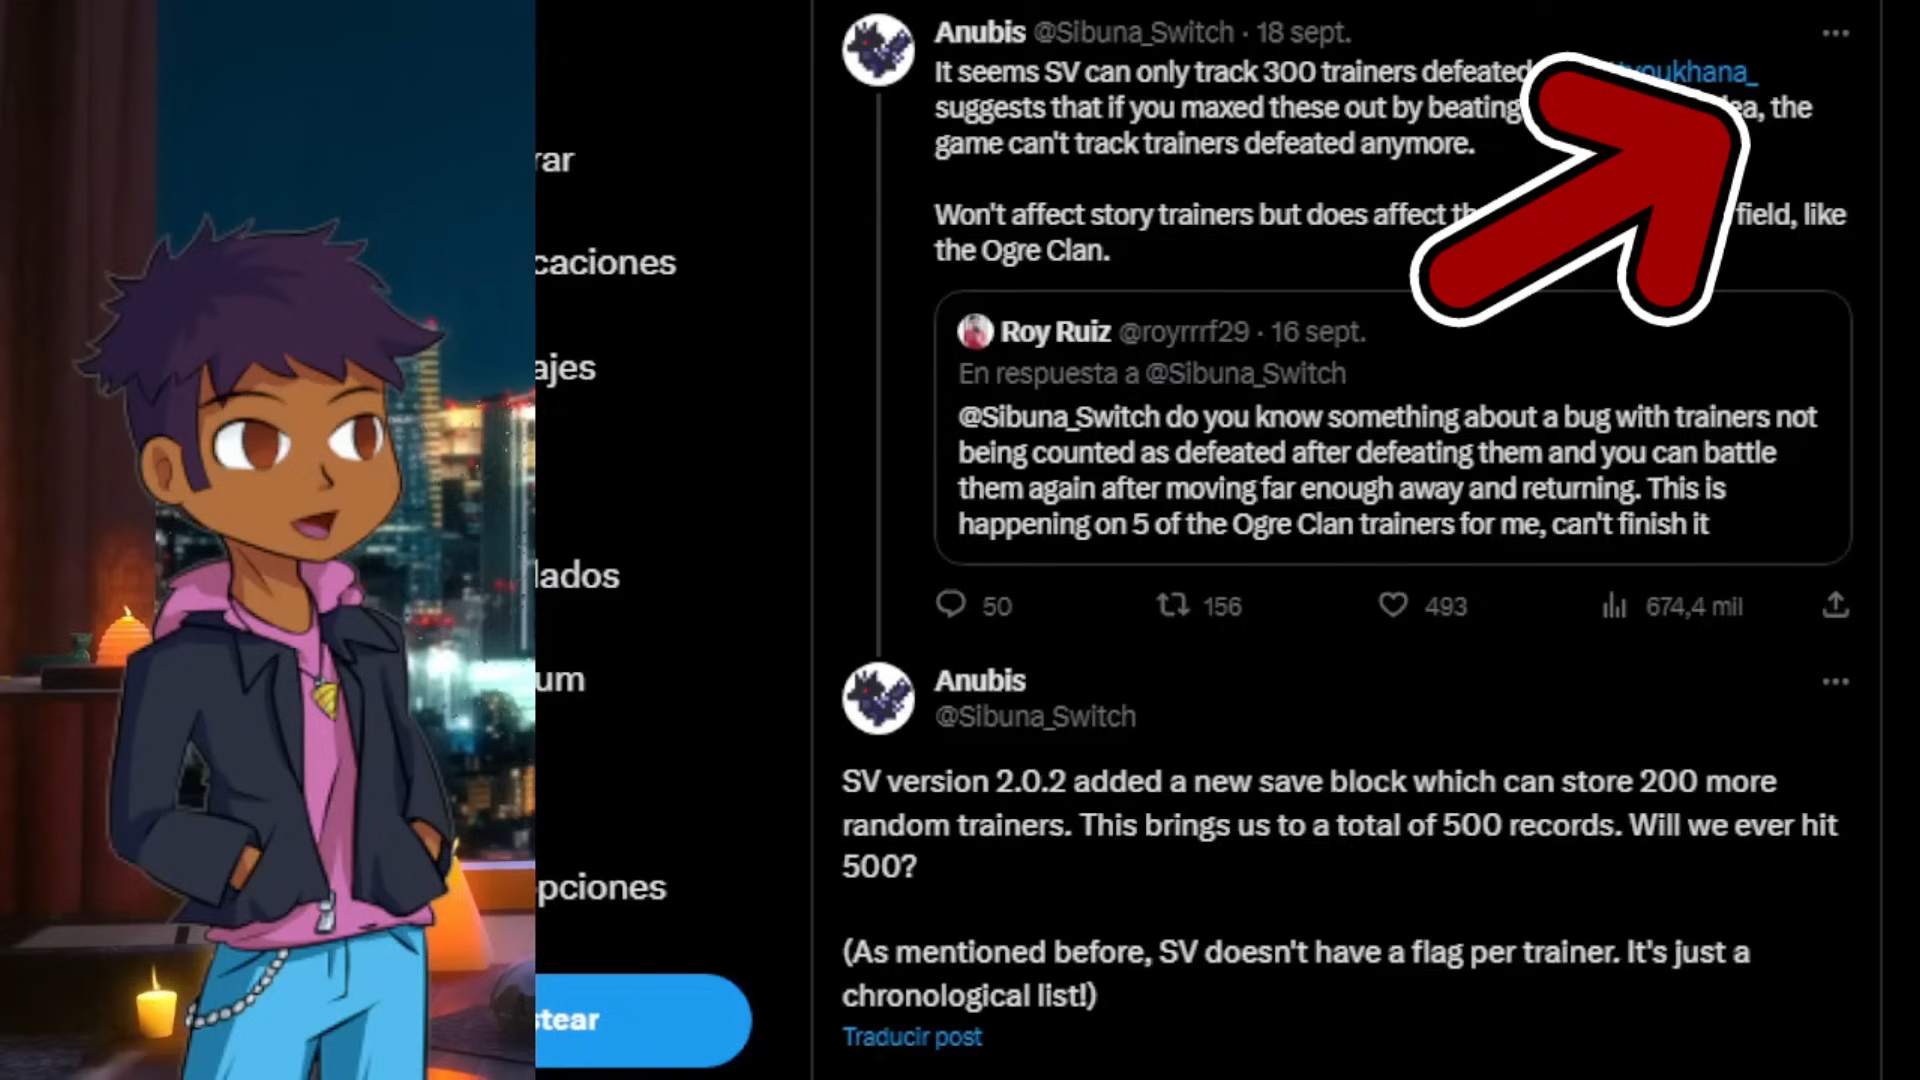 rar
caciones
ajes
lados
um
pciones
stear
Anubis @Sibuna_Switch · 18 sept.
It seems SV can only track 300 trainers defeated youkhana_
suggests that if you maxed these out by beating the
game can't track trainers defeated anymore.
Won't affect story trainers but does affect field, like
the Ogre Clan.
Roy Ruiz @royrrrf29 · 16 sept.
En respuesta a @Sibuna_Switch
@Sibuna_Switch do you know something about a bug with trainers not
being counted as defeated after defeating them and you can battle
them again after moving far enough away and returning. This is
happening on 5 of the Ogre Clan trainers for me, can't finish it
50 156 493 674,4 mil
Anubis
@Sibuna_Switch
SV version 2.0.2 added a new save block which can store 200 more
random trainers. This brings us to a total of 500 records. Will we ever hit
500?
(As mentioned before, SV doesn't have a flag per trainer. It's just a
chronological list!)
Traducir post